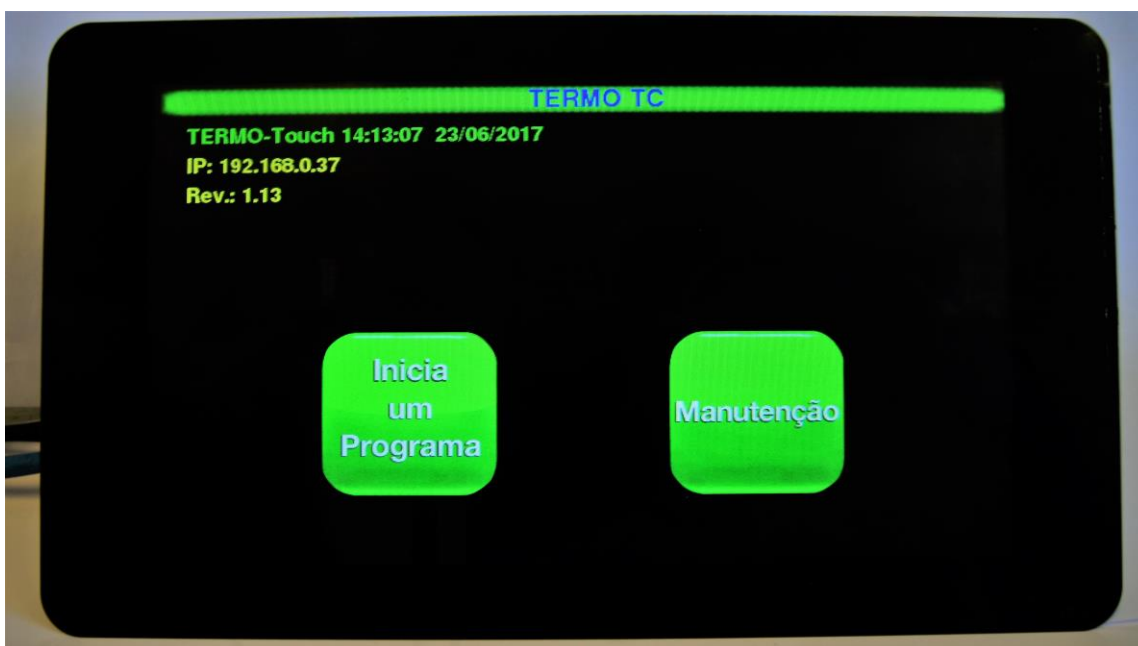 TERMO TC
TERMO-Touch 14:13:07 23/06/2017
IP: 192.168.0.37
Rev.: 1.13
Inicia
um
Programa
Manutenção